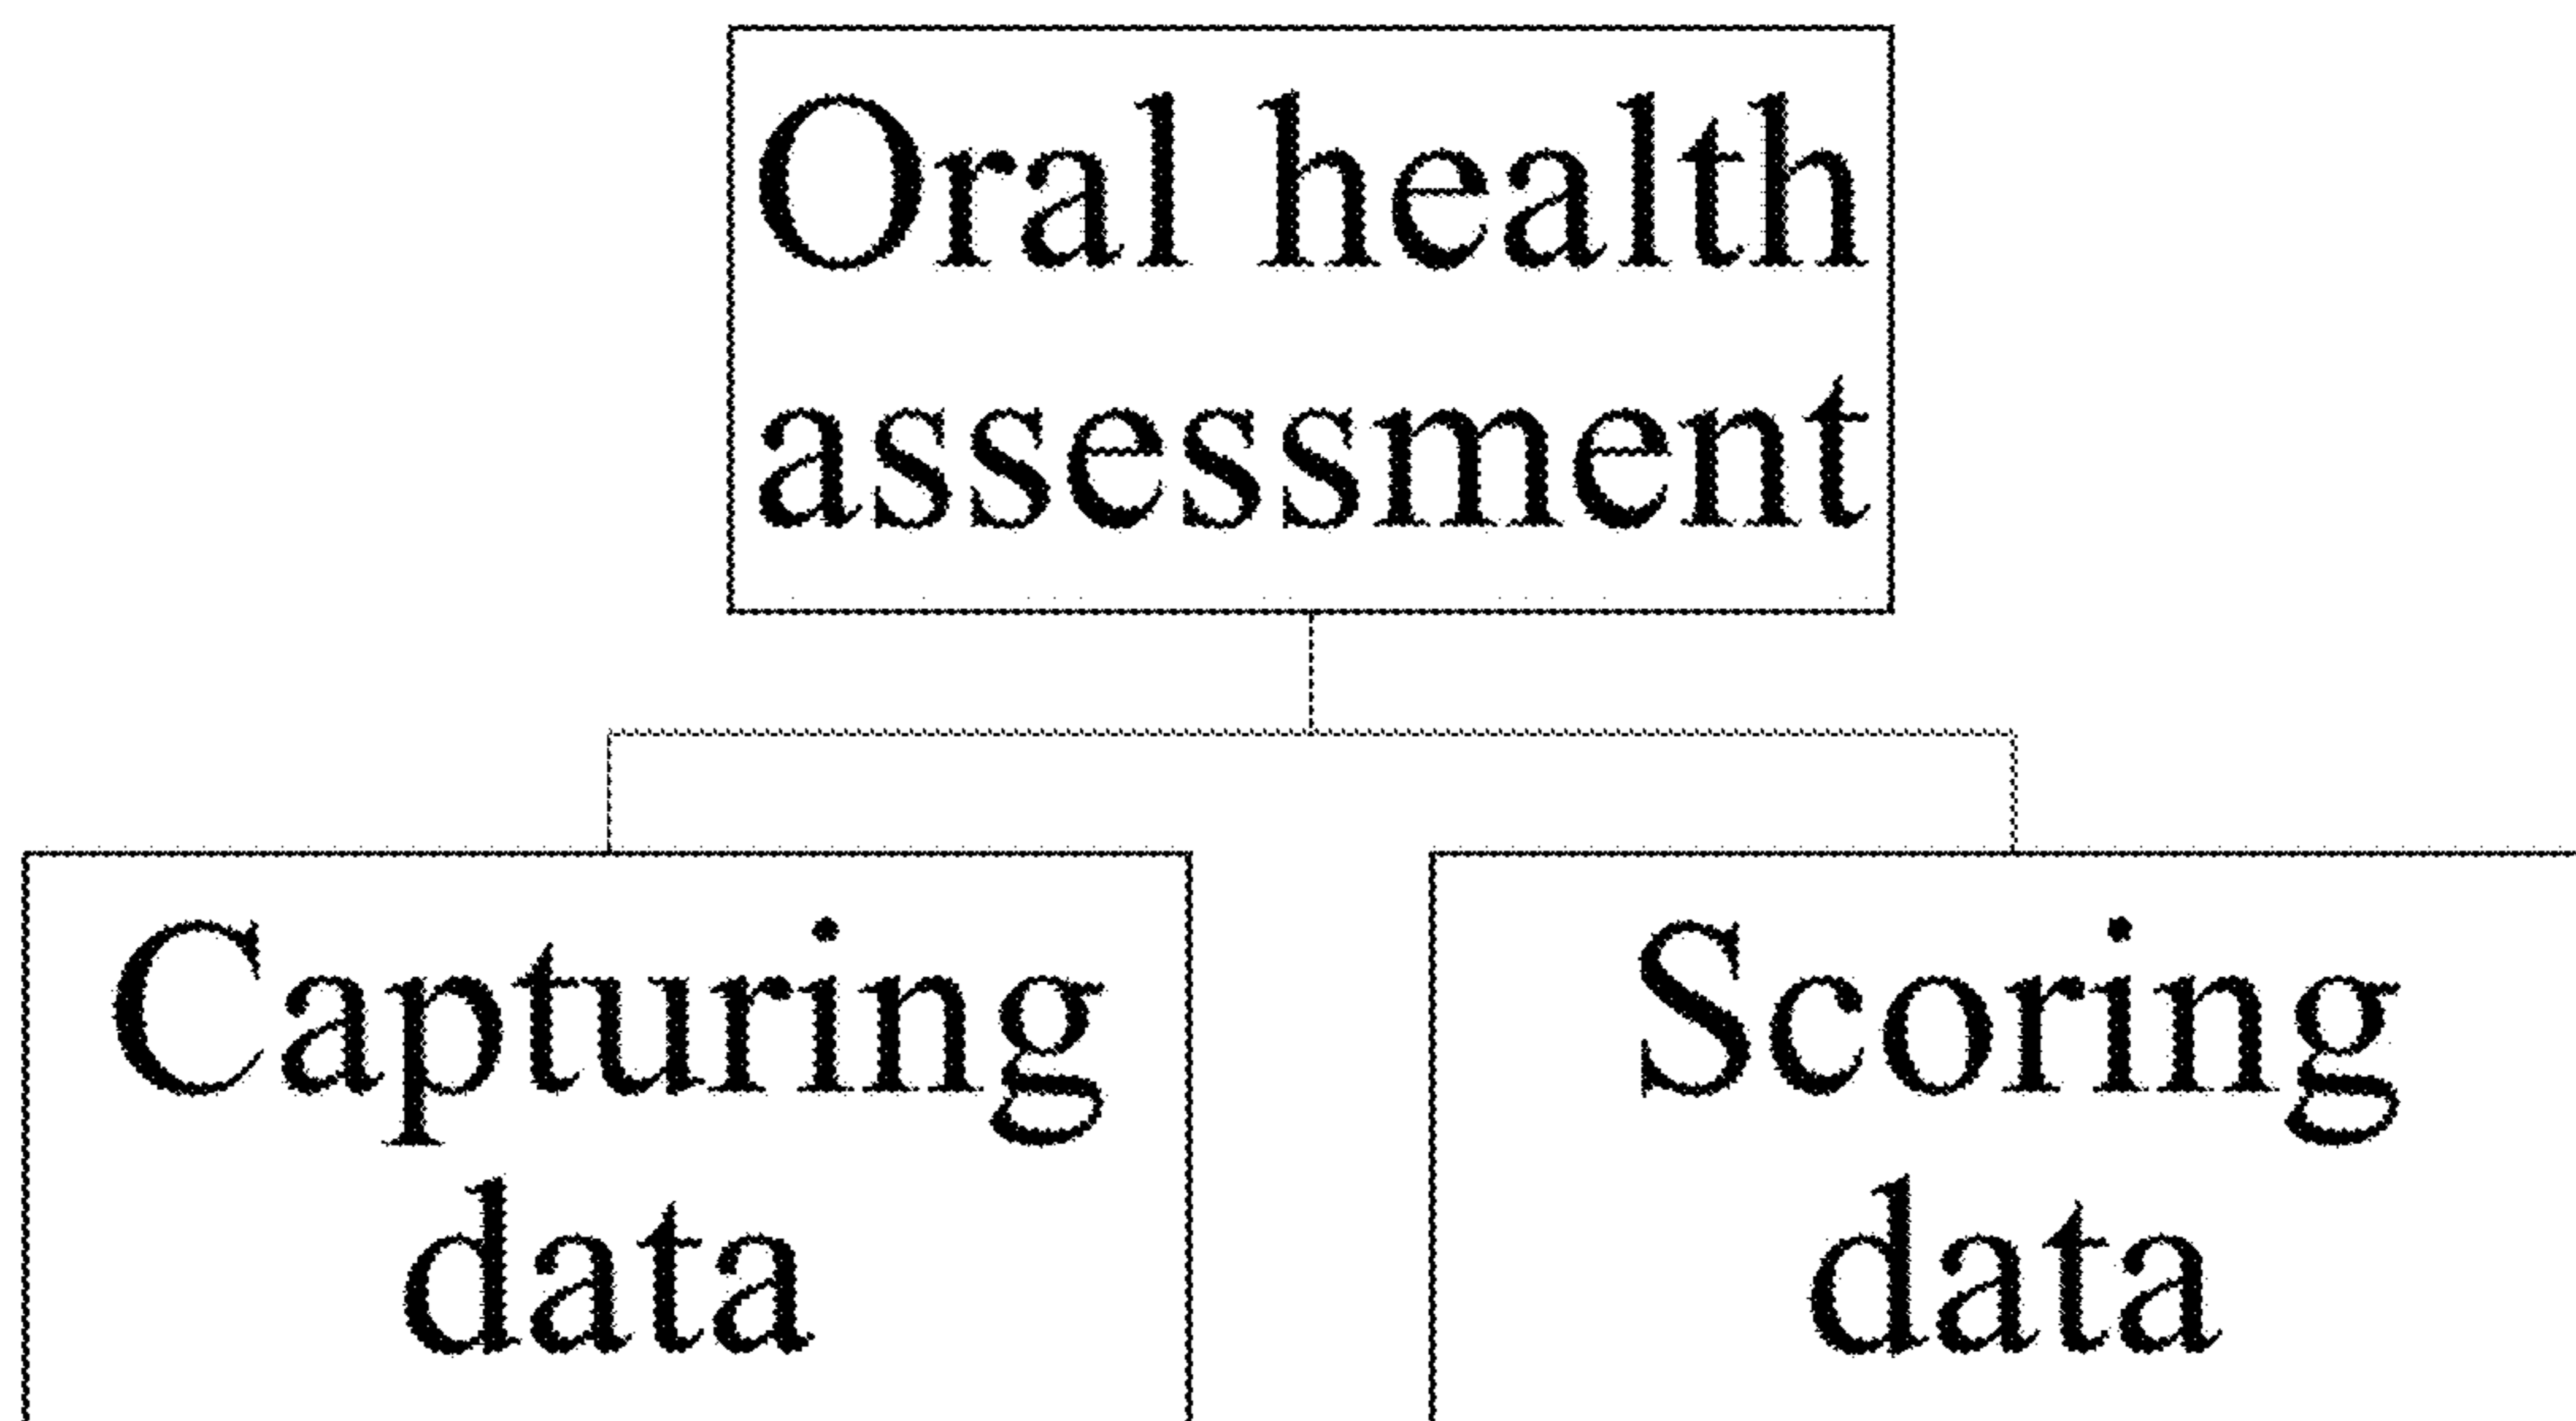 Oral health
assessment
Capturing
data
Scoring
data